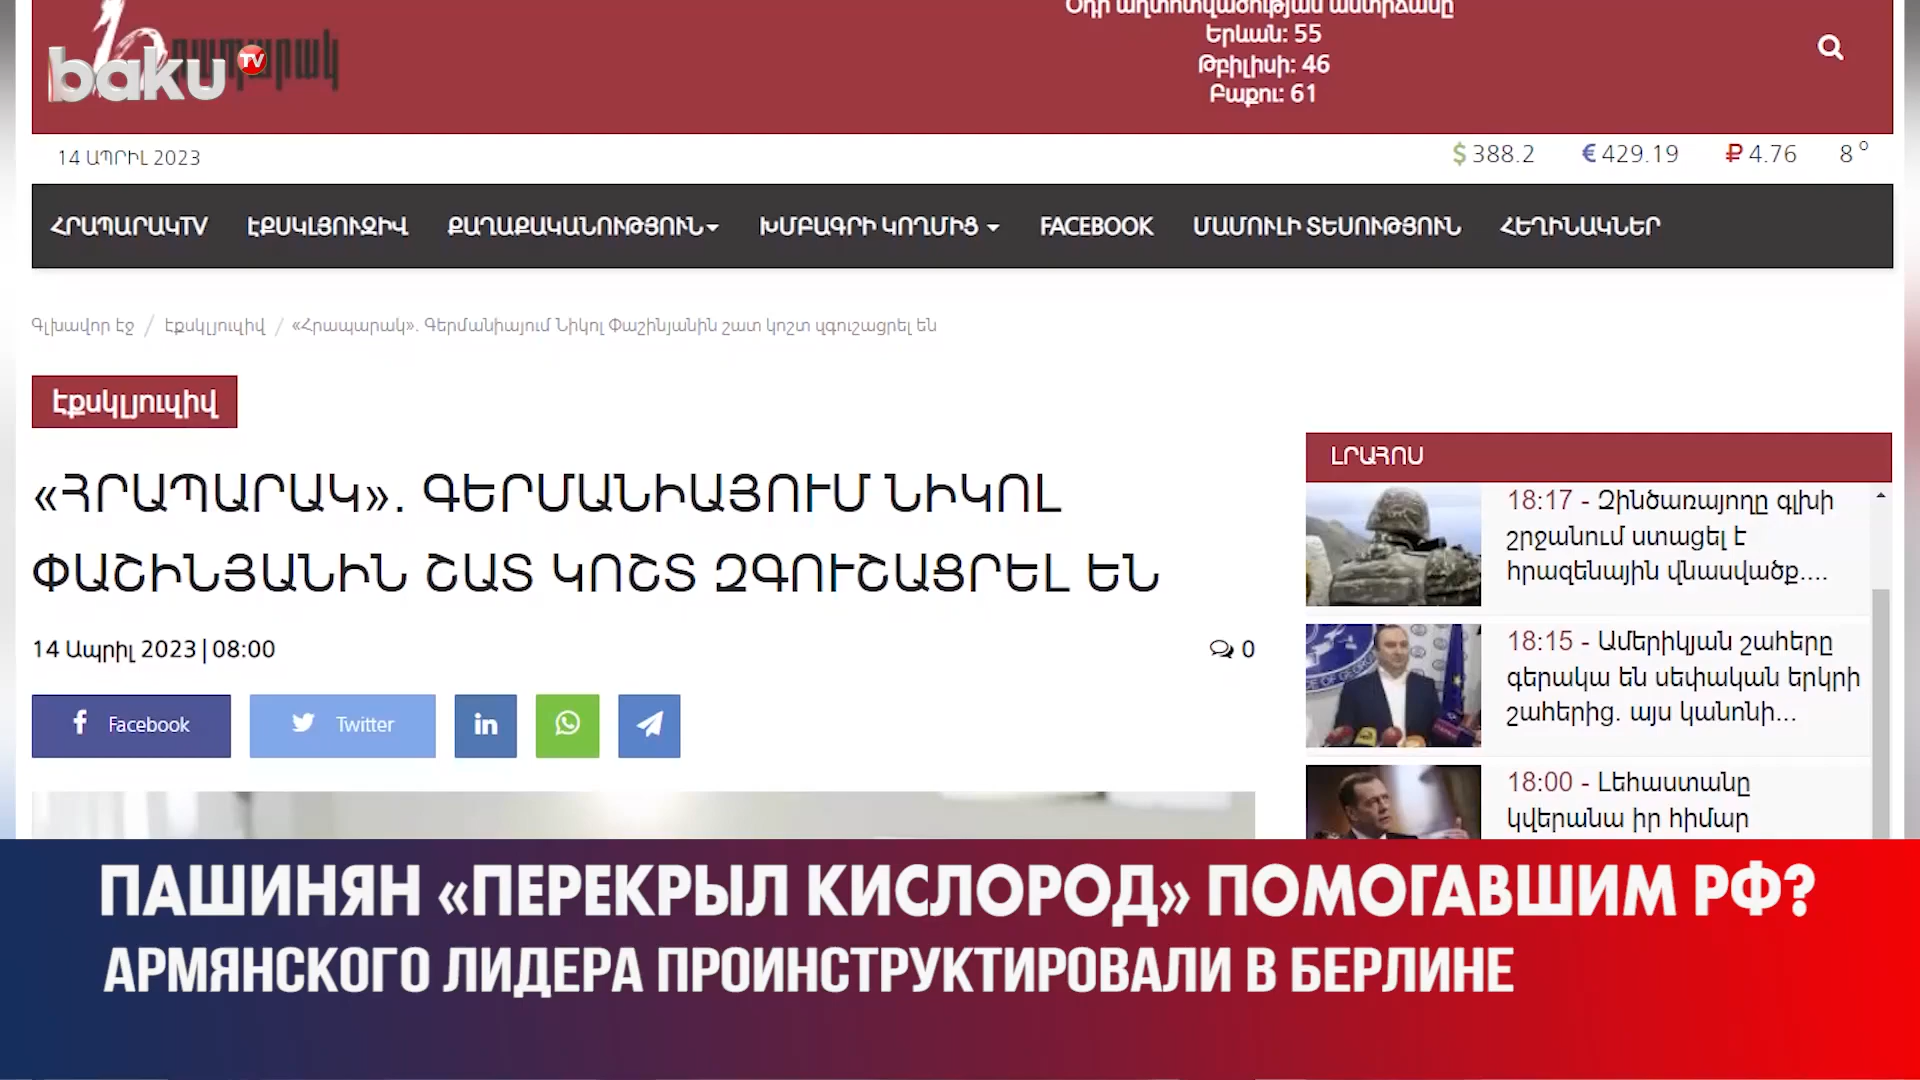 Օդի աղտոտվածության աստիճանը
Երևան: 55
Թբիլիսի: 46
Բաքու: 61
baku TV
րապարակ
14 ԱՊՐԻԼ 2023
$ 388.2 € 429.19 ₽ 4.76 8°
ՀՐԱՊԱՐԱԿTV ԷՔՍԿԼՅՈՒԶԻՎ ՔԱՂԱՔԱԿԱՆՈՒԹՅՈՒՆ ԽՄԲԱԳՐԻ ԿՈՂՄԻՑ FACEBOOK ՄԱՄՈՒԼԻ ՏԵՍՈՒԹՅՈՒՆ ՀԵՂԻՆԱԿՆԵՐ
Գլխավոր էջ / Էքսկլյուզիվ / «Հրապարակ». Գերմանիայում Նիկոլ Փաշինյանին շատ կոշտ զգուշացրել են
Էքսկլյուզիվ
«ՀՐԱՊԱՐԱԿ». ԳԵՐՄԱՆԻԱՅՈՒՄ ՆԻԿՈԼ
ՓԱՇԻՆՅԱՆԻՆ ՇԱՏ ԿՈՇՏ ԶԳՈՒՇԱՑՐԵԼ ԵՆ
14 Ապրիլ 2023 | 08:00
0
Facebook Twitter
ԼՐԱՀՈՍ
18:17 - Զինծառայողը գլխի
շրջանում ստացել է
հրազենային վնասվածք....
18:15 - Ամերիկյան շահերը
գերակա են սեփական երկրի
շահերից. այս կանոնի...
18:00 - Լեհաստանը
կվերանա իր հիմար
ПАШИНЯН «ПЕРЕКРЫЛ КИСЛОРОД» ПОМОГАВШИМ РФ?
АРМЯНСКОГО ЛИДЕРА ПРОИНСТРУКТИРОВАЛИ В БЕРЛИНЕ